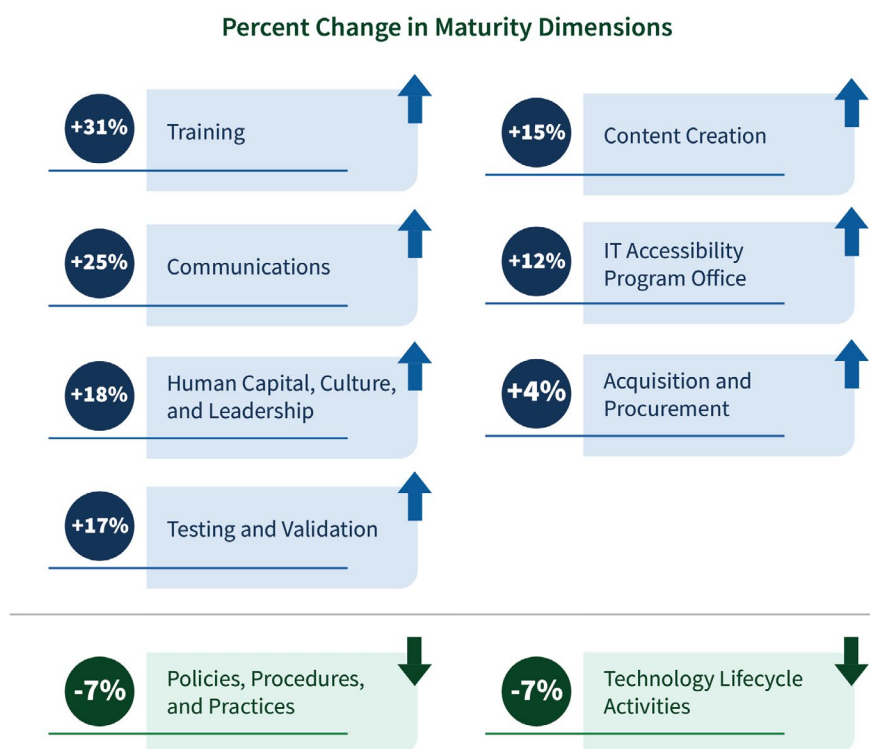 Percent Change in Maturity Dimensions
+31%
Training
+25%
Communications
+18%
Human Capital, Culture,
and Leadership
+17%
Testing and Validation
+15%
Content Creation
+12%
IT Accessibility
Program Office
+4%
Acquisition and
Procurement
-7%
Policies, Procedures,
and Practices
-7%
Technology Lifecycle
Activities